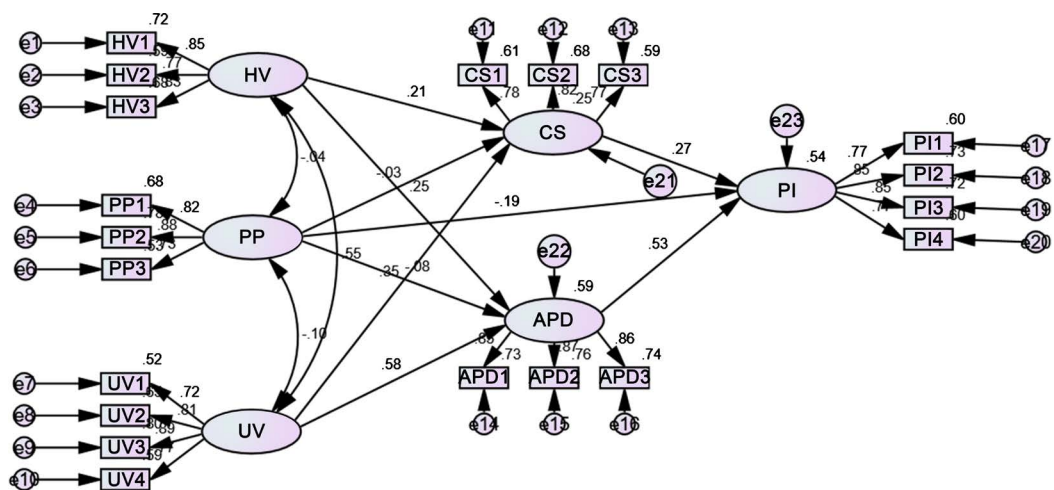 e1
HV1
.72
.85
e2
HV2
.77
e3
HV3
HV
e4
PP1
.68
.82
e5
PP2
.88
e6
PP3
.53
PP
e7
UV1
.52
.72
e8
UV2
.81
e9
UV3
.89
e10
UV4
.59
UV
-.04
.55
-.10
.21
-.03
.25
-.19
.35
-.08
.58
e11
e12
e13
.61
.68
.59
CS1
CS2
CS3
.78
.82
.25
.77
CS
e21
.27
e22
.59
APD
.53
.73
.87
.76
.86
.74
APD1
APD2
APD3
e14
e15
e16
e23
.54
PI
.60
.77
PI1
e17
PI2
e18
.85
.72
PI3
e19
.60
PI4
e20